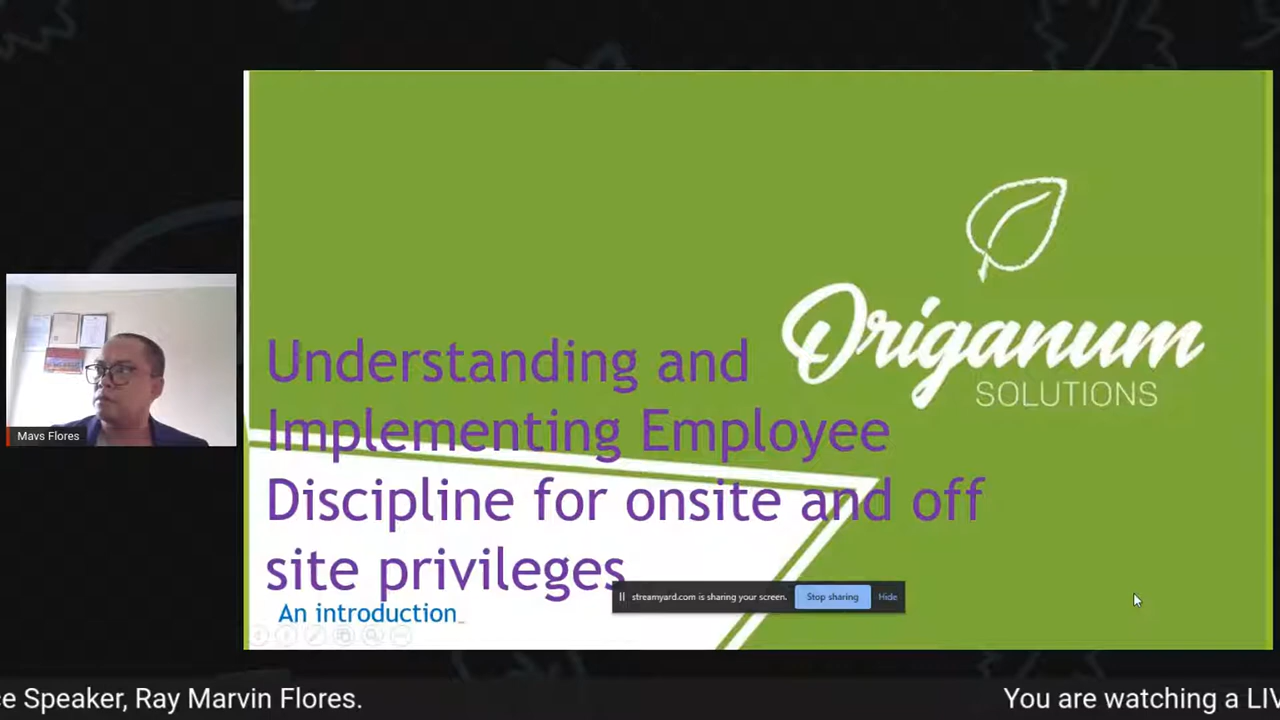 Origanum
SOLUTIONS
Understanding and
Implementing Employee
Discipline for onsite and off
site privileges
An introduction
streamyard.com is sharing your screen.
Stop sharing
Hide
Mavs Flores
Speaker, Ray Marvin Flores.
You are watching a